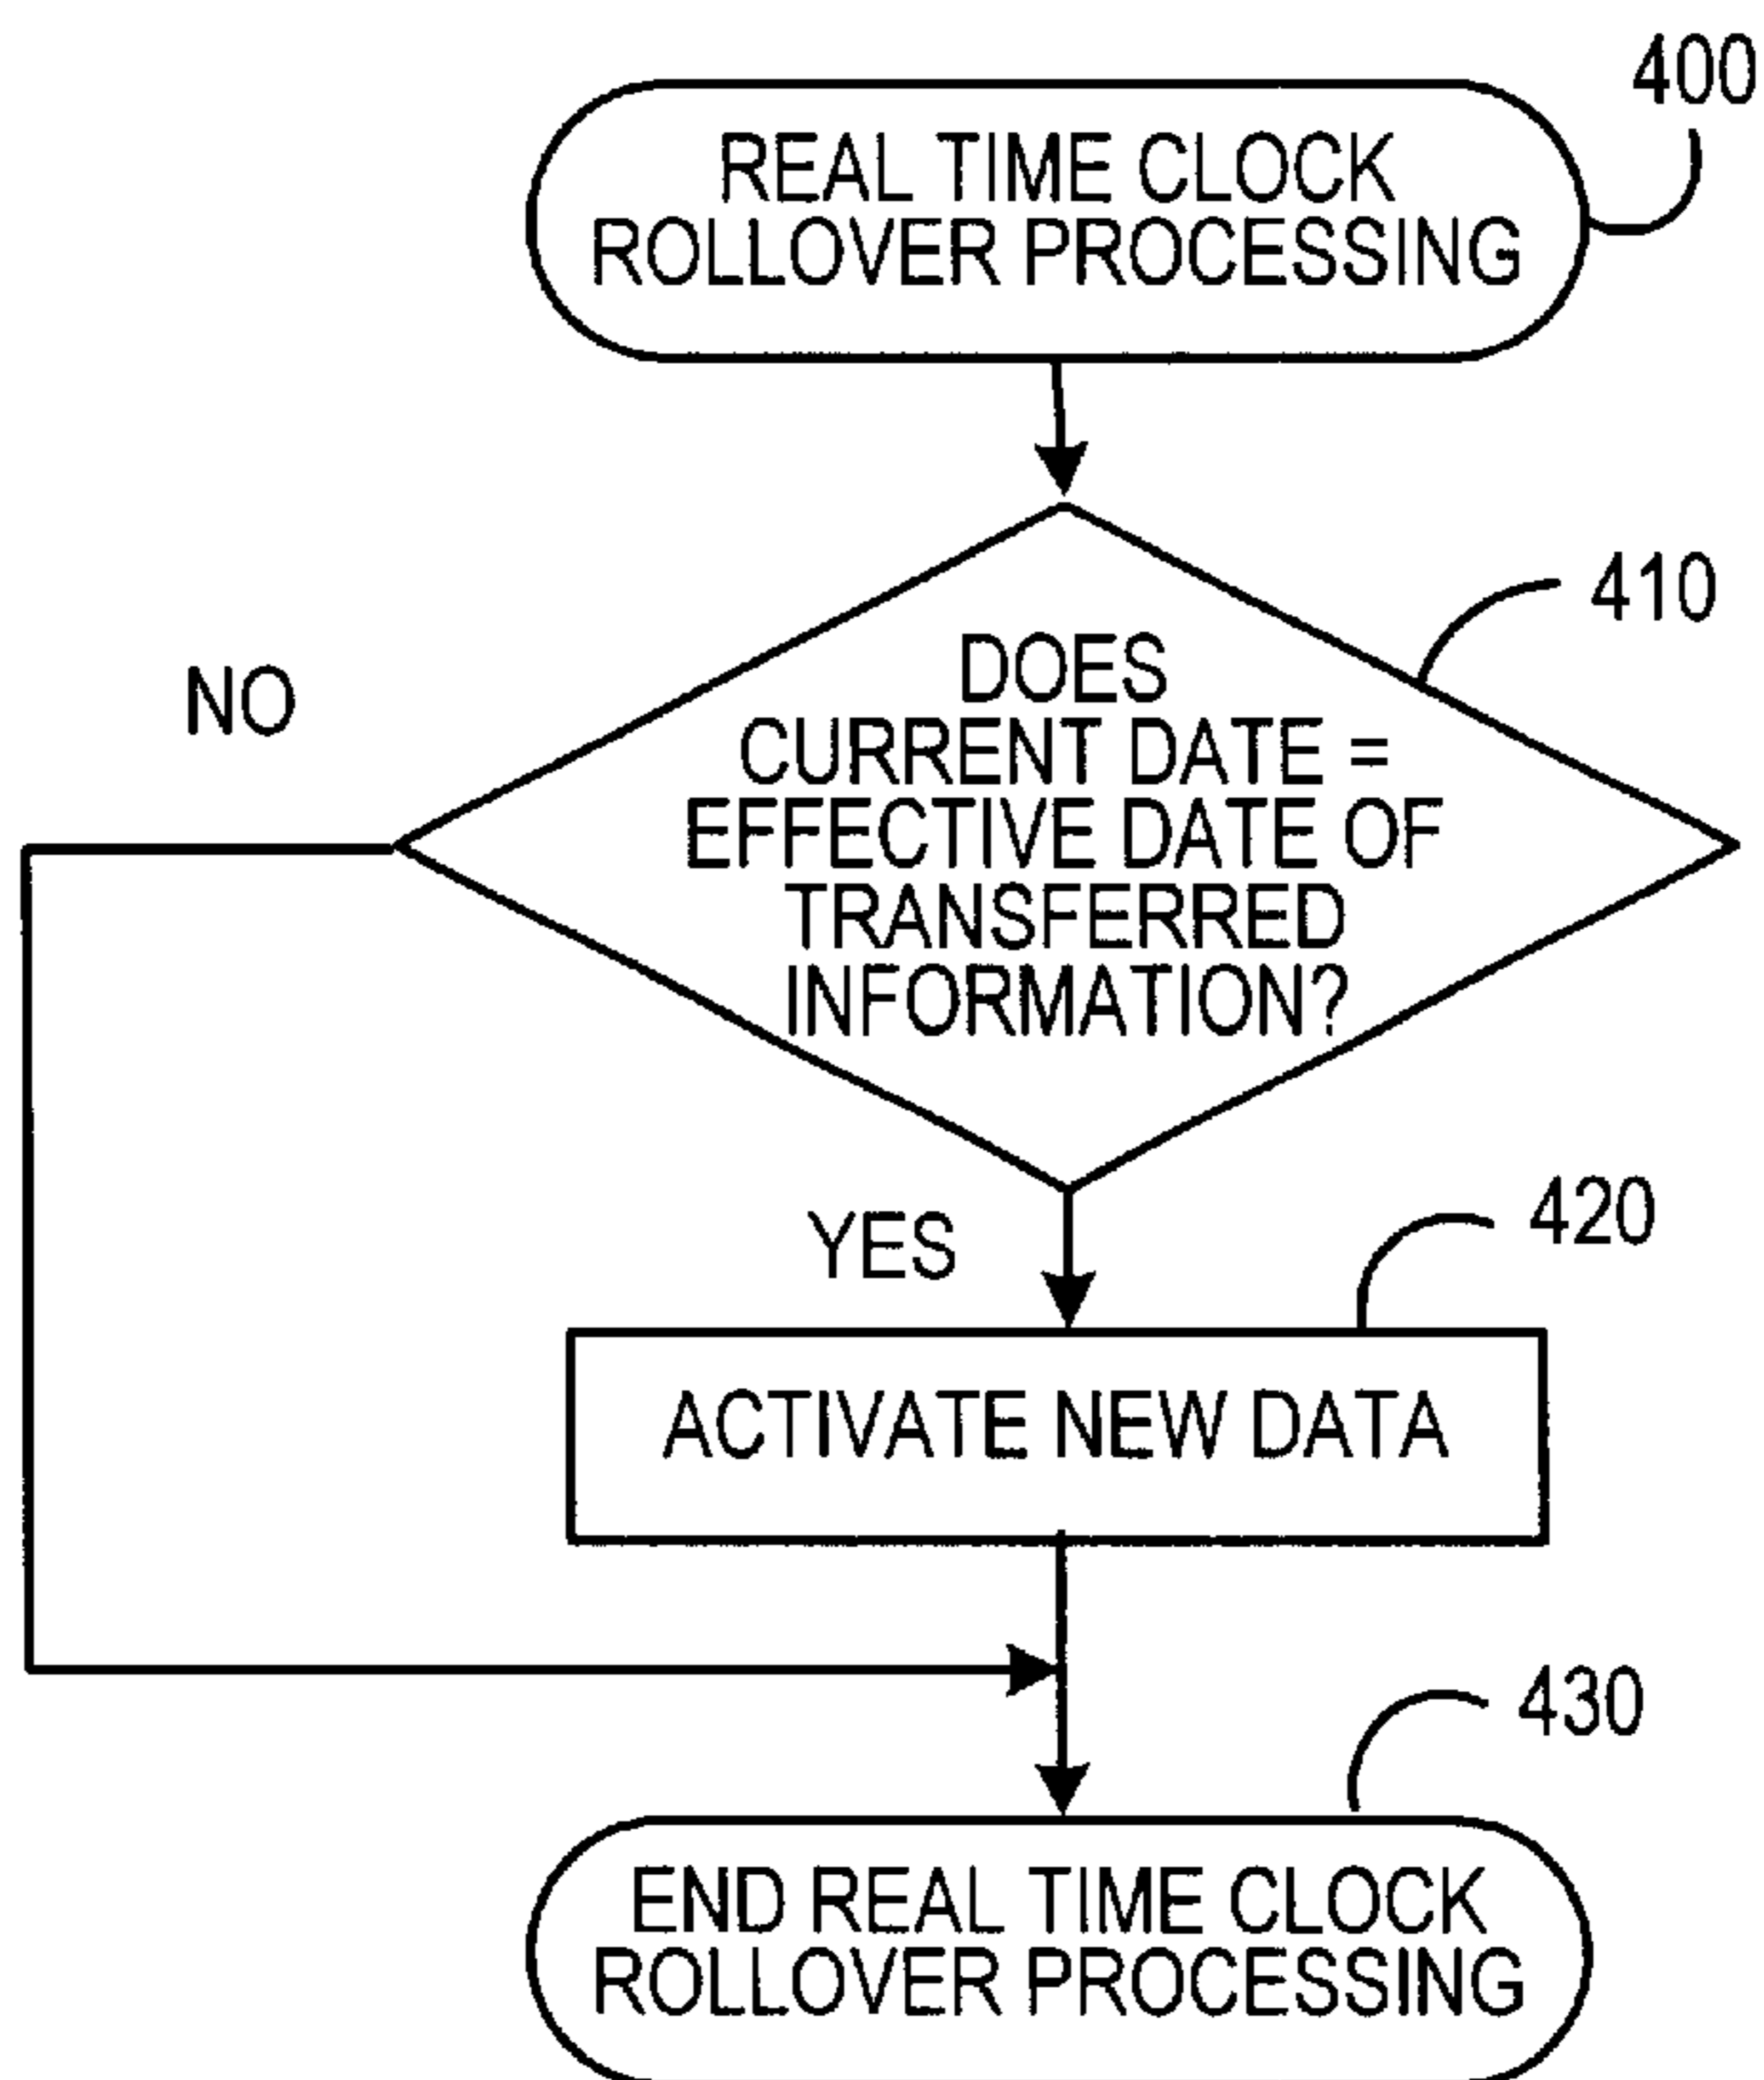 400
REAL TIME CLOCK
ROLLOVER PROCESSING
410
NO
DOES
CURRENT DATE =
EFFECTIVE DATE OF
TRANSFERRED
INFORMATION?
YES
420
ACTIVATE NEW DATA
430
END REAL TIME CLOCK
ROLLOVER PROCESSING